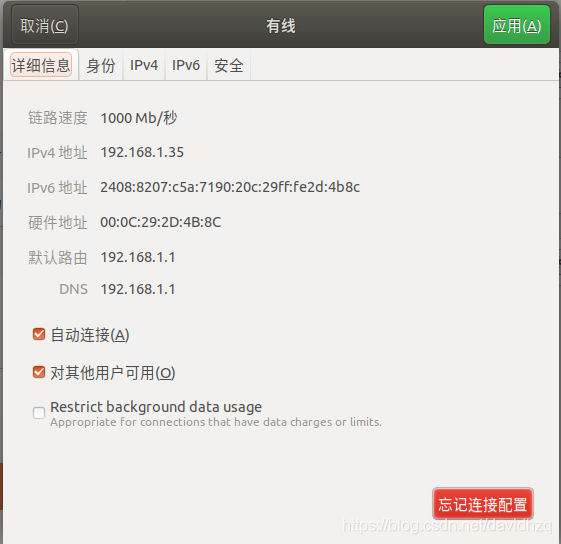 取消(C) 有线 应用(A)
详细信息 身份 IPv4 IPv6 安全
链路速度 1000 Mb/秒
IPv4 地址 192.168.1.35
IPv6 地址 2408:8207:c5a:7190:20c:29ff:fe2d:4b8c
硬件地址 00:0C:29:2D:4B:8C
默认路由 192.168.1.1
DNS 192.168.1.1
自动连接(A)
对其他用户可用(O)
Restrict background data usage
Appropriate for connections that have data charges or limits.
忘记连接配置
https://blog.csdn.net/davidhzq